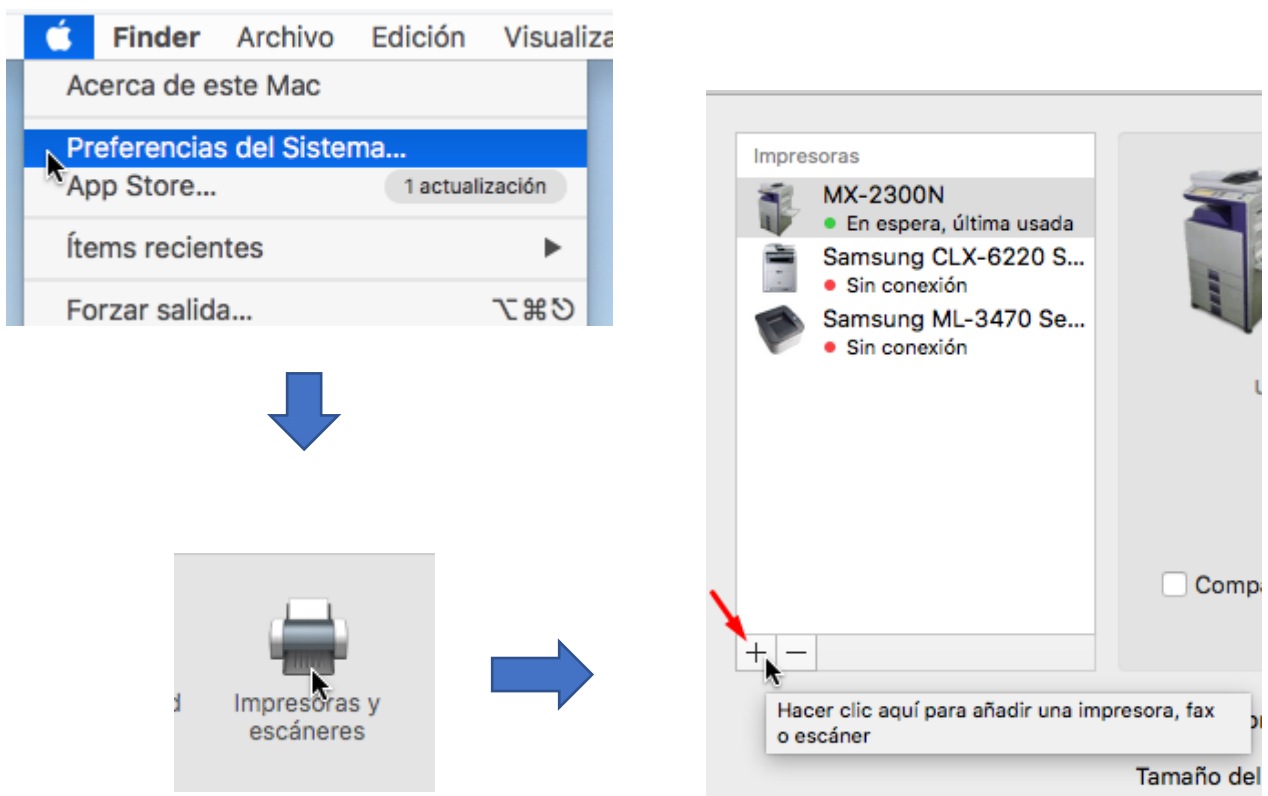 Finder Archivo Edición Visualiza
Acerca de este Mac
Preferencias del Sistema...
App Store... 1 actualización
Ítems recientes ▶
Forzar salida... ⌥⌘⎋
Impresoras y
escáneres
Impresoras
MX-2300N
En espera, última usada
Samsung CLX-6220 S...
Sin conexión
Samsung ML-3470 Se...
Sin conexión
Compa
+ −
Hacer clic aquí para añadir una impresora, fax
o escáner
Tamaño del